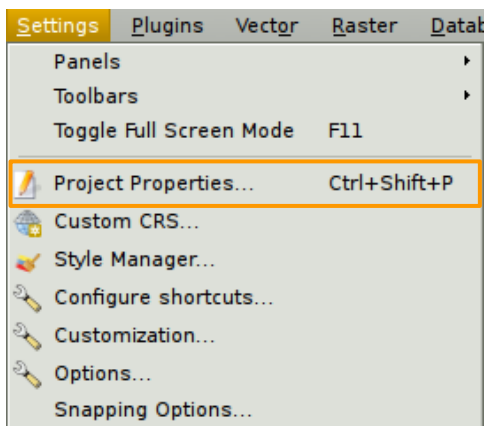 Settings Plugins Vector Raster Datab
Panels
Toolbars
Toggle Full Screen Mode F11
Project Properties... Ctrl+Shift+P
Custom CRS...
Style Manager...
Configure shortcuts...
Customization...
Options...
Snapping Options...